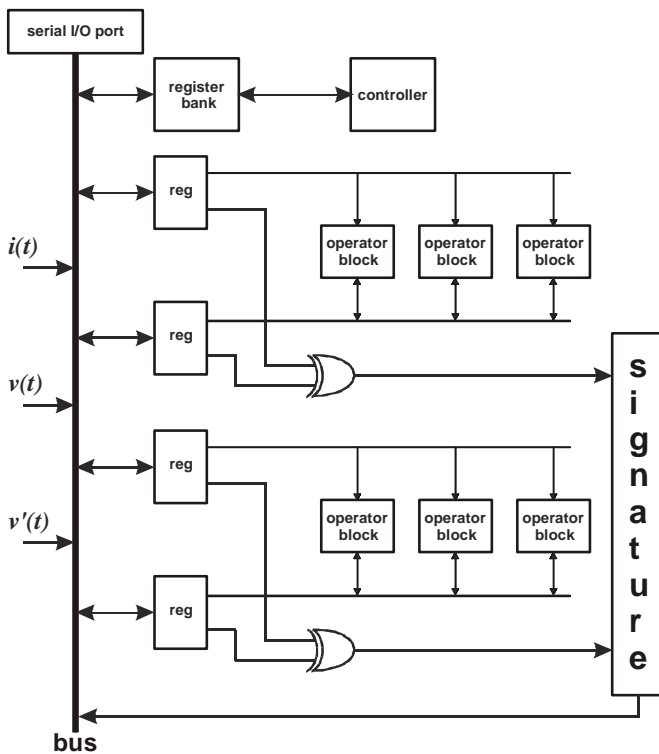 serial I/O port
register
bank
controller
reg
operator
block
operator
block
operator
block
i(t)
reg
v(t)
reg
operator
block
operator
block
operator
block
v'(t)
reg
signature
bus